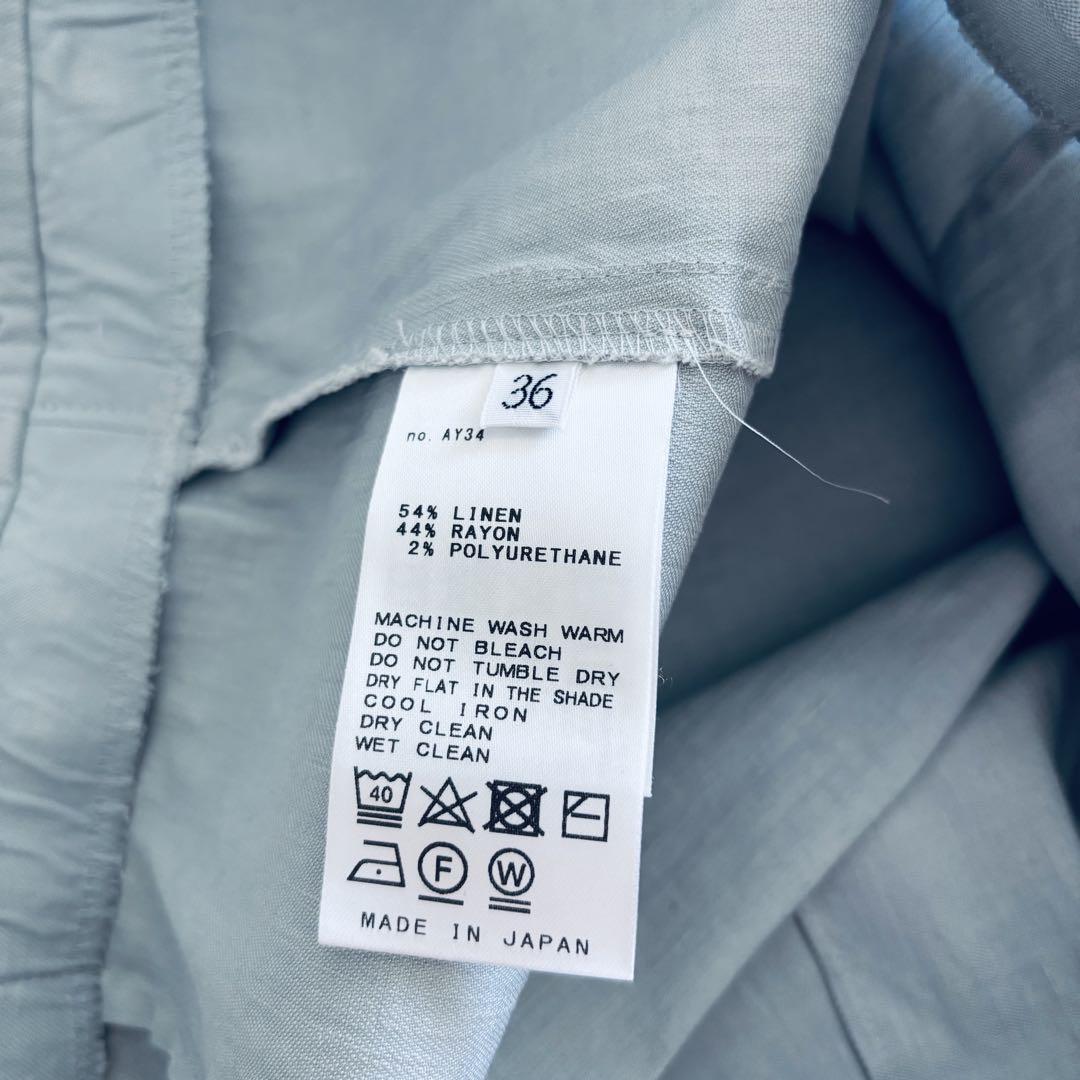 36
no. AY34
54% LINEN
44% RAYON
2% POLYURETHANE
MACHINE WASH WARM
DO NOT BLEACH
DO NOT TUMBLE DRY
DRY FLAT IN THE SHADE
COOL IRON
DRY CLEAN
WET CLEAN
40
F W
MADE IN JAPAN